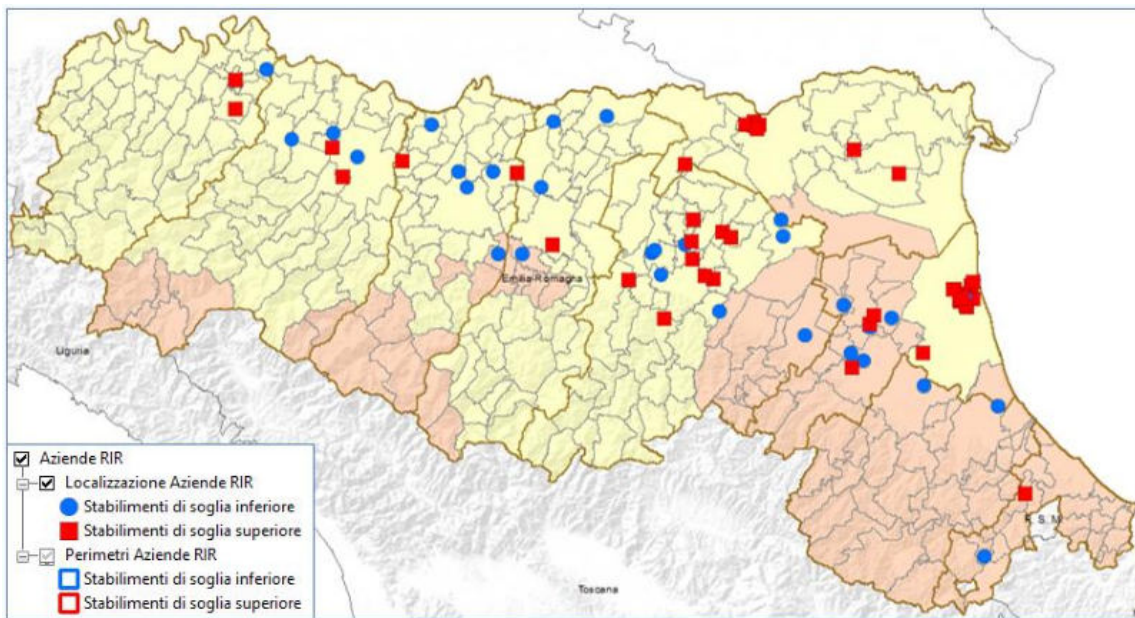 Emilia-Romagna
Liguria
R. S. M.
Toscana
Aziende RIR
Localizzazione Aziende RIR
Stabilimenti di soglia inferiore
Stabilimenti di soglia superiore
Perimetri Aziende RIR
Stabilimenti di soglia inferiore
Stabilimenti di soglia superiore